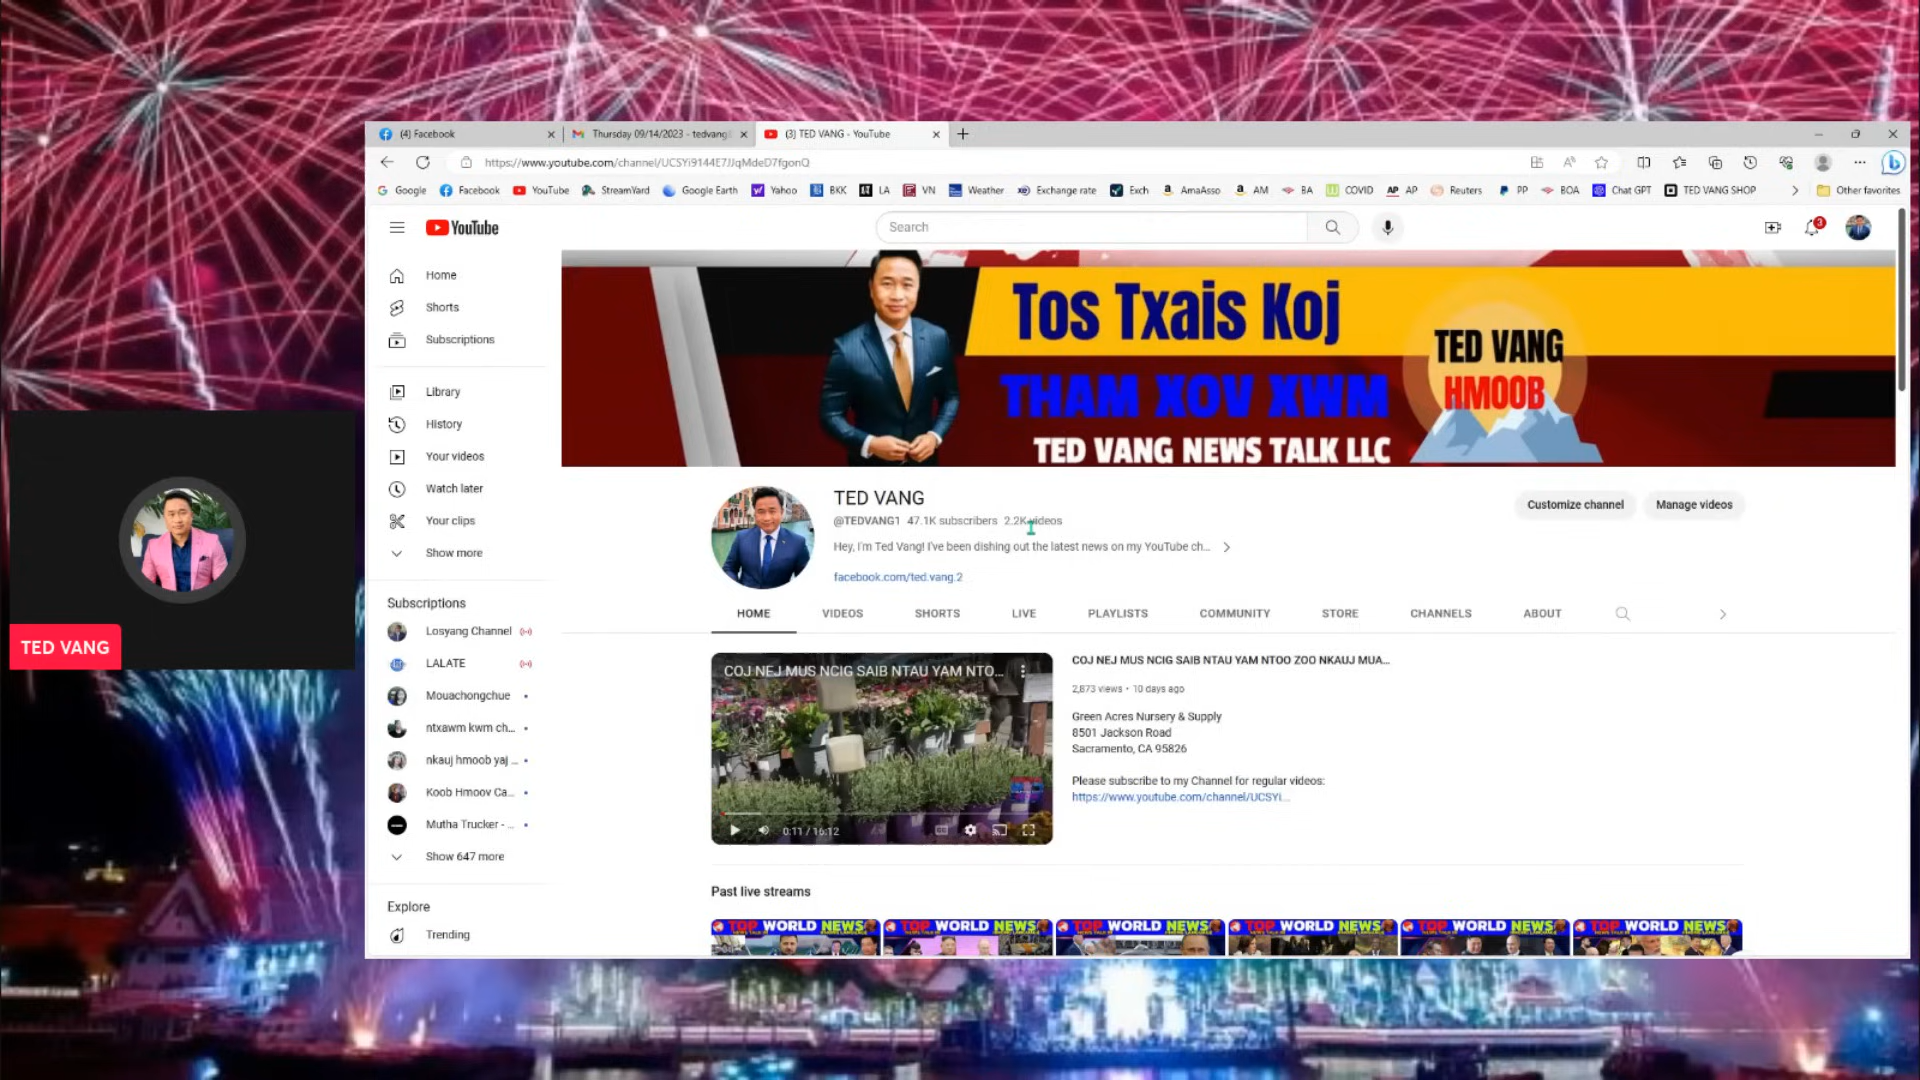 (4) Facebook
Thursday 09/14/2023 - tedvang
(3) TED VANG - YouTube
https://www.youtube.com/channel/UCSYi9144E7JJqMdeD7fgonQ
Google Facebook YouTube StreamYard Google Earth Yahoo BKK LA VN Weather Exchange rate Exch AmaAsso AM BA COVID AP AP Reuters PP BOA Chat GPT TED VANG SHOP Other favorites
YouTube
Search
3
Home
Shorts
Subscriptions
Library
History
Your videos
Watch later
Your clips
Show more
Subscriptions
Losyang Channel
LALATE
Mouachongchue
ntxawm kwm ch...
nkauj hmoob yaj ...
Koob Hmoov Ca...
Mutha Trucker - ...
Show 647 more
Explore
Trending
Tos Txais Koj
THAM XOV XWM
TED VANG NEWS TALK LLC
TED VANG
HMOOB
TED VANG
@TEDVANG1 47.1K subscribers 2.2K videos
Hey, I'm Ted Vang! I've been dishing out the latest news on my YouTube ch...
facebook.com/ted.vang.2
Customize channel
Manage videos
HOME VIDEOS SHORTS LIVE PLAYLISTS COMMUNITY STORE CHANNELS ABOUT
COJ NEJ MUS NCIG SAIB NTAU YAM NTO...
0:11 / 16:12
COJ NEJ MUS NCIG SAIB NTAU YAM NTOO ZOO NKAUJ MUA...
2,873 views • 10 days ago
Green Acres Nursery & Supply
8501 Jackson Road
Sacramento, CA 95826
Please subscribe to my Channel for regular videos:
https://www.youtube.com/channel/UCSYi...
Past live streams
TOP WORLD NEWS
TOP WORLD NEWS
TOP WORLD NEWS
TOP WORLD NEWS
TOP WORLD NEWS
TOP WORLD NEWS
TED VANG